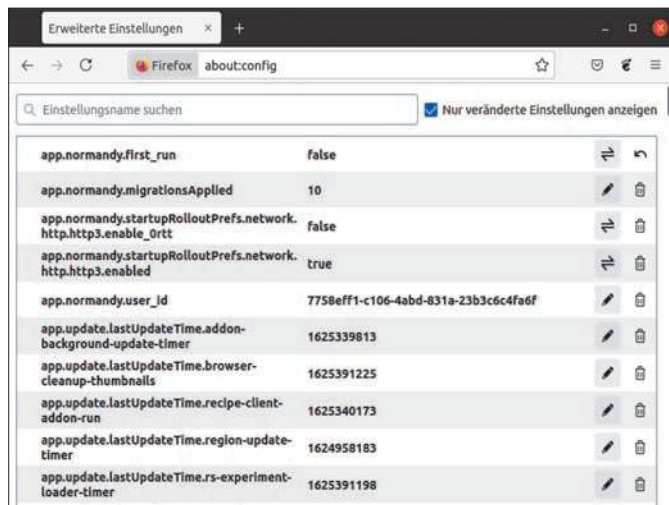 Erweiterte Einstellungen
Firefox about:config
Einstellungsname suchen Nur veränderte Einstellungen anzeigen
app.normandy.first_run false
app.normandy.migrationsApplied 10
app.normandy.startupRolloutPrefs.network.
http.http3.enable_0rtt false
app.normandy.startupRolloutPrefs.network.
http.http3.enabled true
app.normandy.user_id 7758eff1-c106-4abd-831a-23b3c6c4fa6f
app.update.lastUpdateTime.addon-
background-update-timer 1625339813
app.update.lastUpdateTime.browser-
cleanup-thumbnails 1625391225
app.update.lastUpdateTime.recipe-client-
addon-run 1625340173
app.update.lastUpdateTime.region-update-
timer 1624958183
app.update.lastUpdateTime.rs-experiment-
loader-timer 1625391198